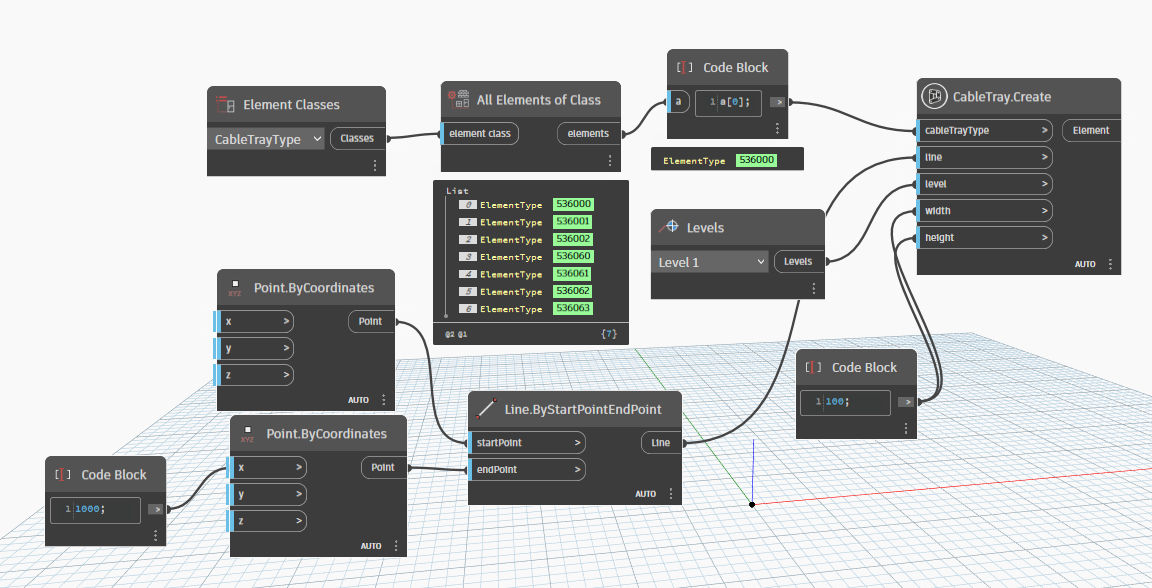 Element Classes
CableTrayType
Classes
All Elements of Class
element class
elements
List
0 ElementType 536000
1 ElementType 536001
2 ElementType 536002
3 ElementType 536060
4 ElementType 536061
5 ElementType 536062
6 ElementType 536063
@2 @1 {7}
Code Block
a
1 a[0];
>
ElementType 536000
CableTray.Create
cableTrayType >
Element
line >
level >
width >
height >
AUTO
Levels
Level 1
Levels
XYZ
Point.ByCoordinates
x >
Point
y >
z >
AUTO
XYZ
Point.ByCoordinates
x >
Point
y >
z >
AUTO
Code Block
1 1000;
>
Line.ByStartPointEndPoint
startPoint >
Line
endPoint >
AUTO
Code Block
1 100;
>